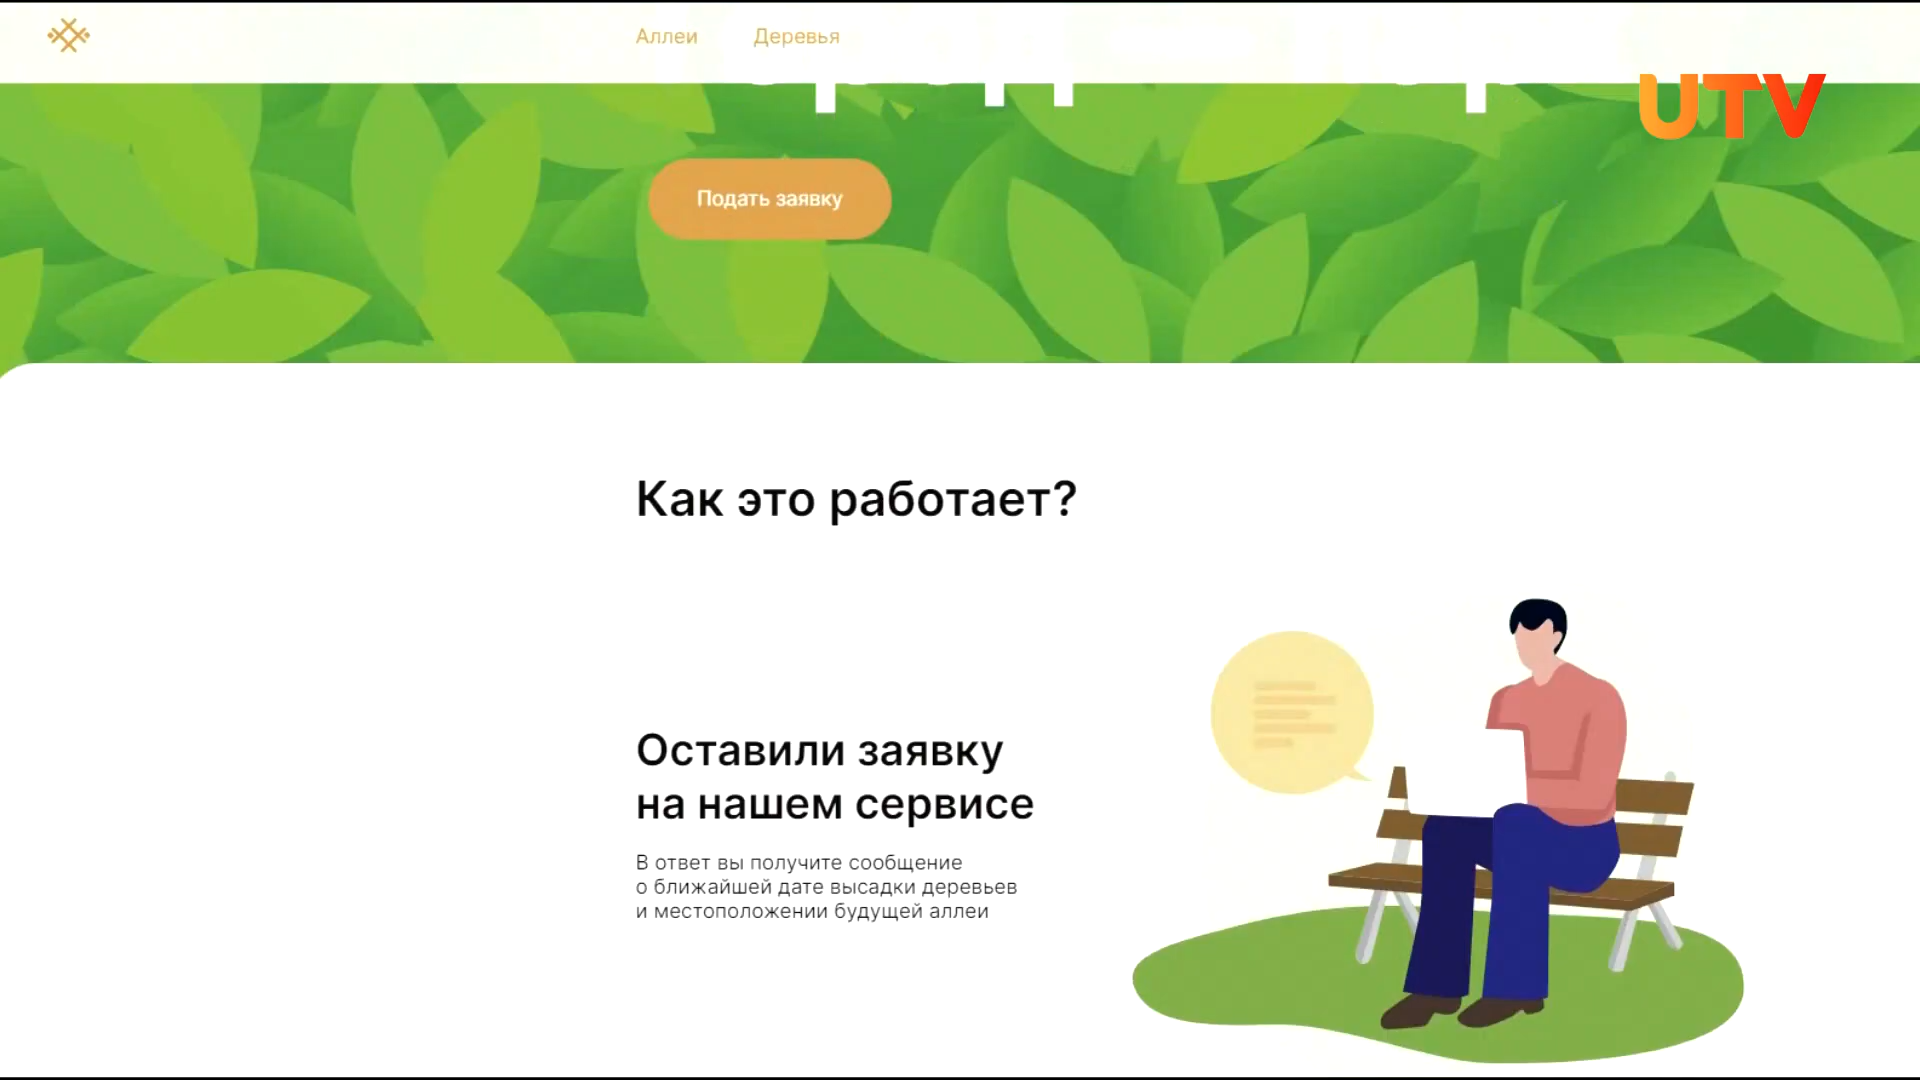 Аллеи Деревья
UTV
Подать заявку
Как это работает?
Оставили заявку
на нашем сервисе
В ответ вы получите сообщение
о ближайшей дате высадки деревьев
и местоположении будущей аллеи